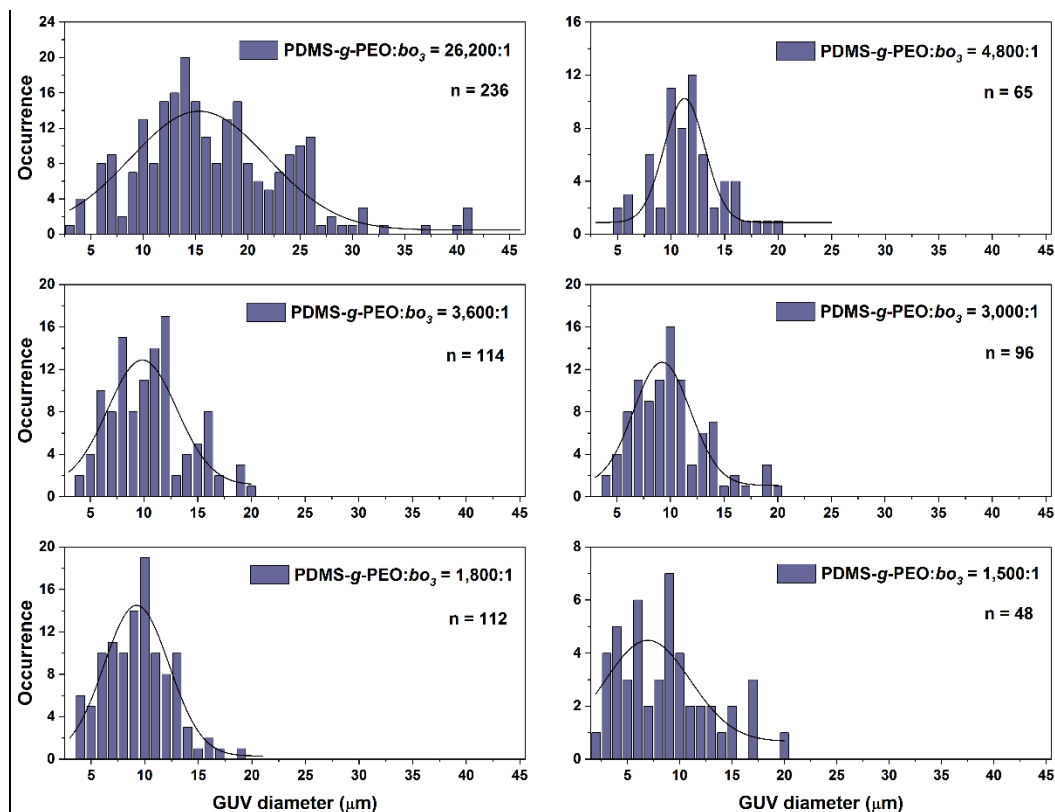 24
20
16
12
8
4
0
Occurrence
PDMS-g-PEO:bo₃ = 26,200:1
n = 236
5 10 15 20 25 30 35 40 45
16
12
8
4
0
PDMS-g-PEO:bo₃ = 4,800:1
n = 65
5 10 15 20 25 30 35 40 45
20
16
12
8
4
0
Occurrence
PDMS-g-PEO:bo₃ = 3,600:1
n = 114
5 10 15 20 25 30 35 40 45
20
16
12
8
4
0
PDMS-g-PEO:bo₃ = 3,000:1
n = 96
5 10 15 20 25 30 35 40 45
20
16
12
8
4
0
Occurrence
PDMS-g-PEO:bo₃ = 1,800:1
n = 112
5 10 15 20 25 30 35 40 45
GUV diameter (μm)
8
6
4
2
0
PDMS-g-PEO:bo₃ = 1,500:1
n = 48
5 10 15 20 25 30 35 40 45
GUV diameter (μm)